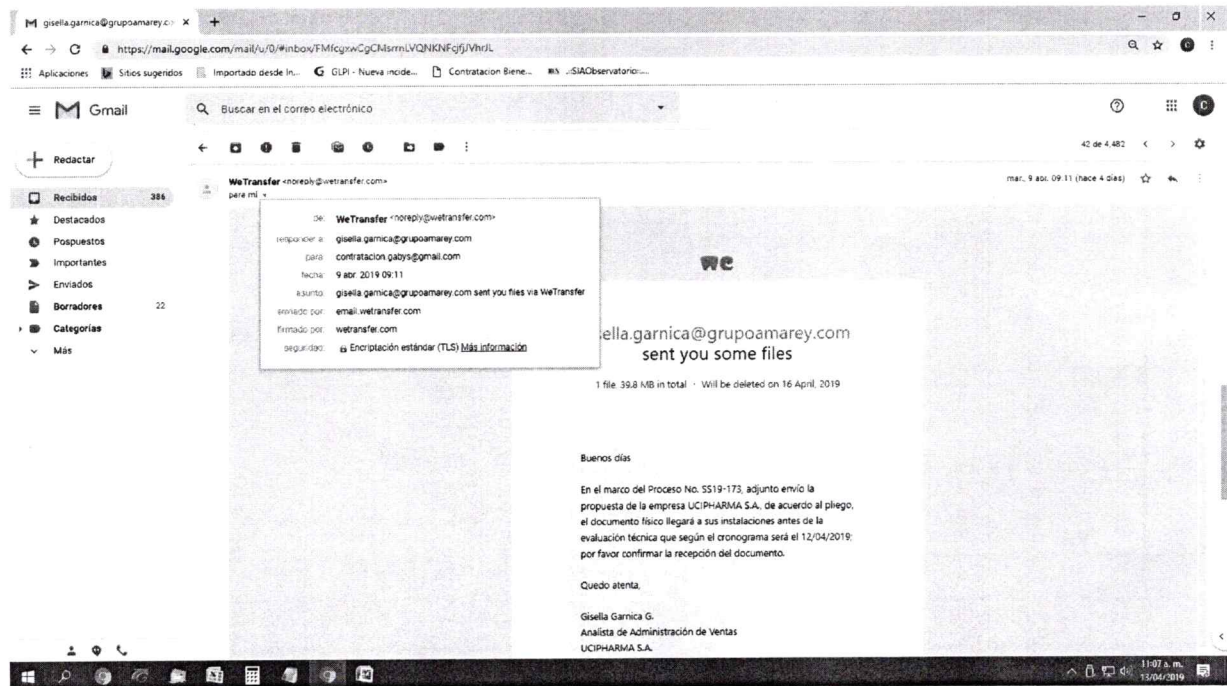 gisella.garnica@grupoamarey.co
https://mail.google.com/mail/u/0/#inbox/
Aplicaciones Sitios sugeridos Importado desde In... GLPI - Nueva incide... Contratacion Biene... .:SIAObservatorio:....
Gmail
Buscar en el correo electrónico
Redactar
42 de 4,482
Recibidos 386
Destacados
Pospuestos
Importantes
Enviados
Borradores 22
Categorías
Más
WeTransfer <noreply@wetransfer.com>
para mí
mar., 9 abr. 09:11 (hace 4 días)
de: WeTransfer <noreply@wetransfer.com>
responder a: gisella.garnica@grupoamarey.com
para: contratacion.gabys@gmail.com
fecha: 9 abr. 2019 09:11
asunto: gisella.garnica@grupoamarey.com sent you files via WeTransfer
enviado por: email.wetransfer.com
firmado por: wetransfer.com
seguridad: Encriptación estándar (TLS) Más información
we
ella.garnica@grupoamarey.com
sent you some files
1 file, 39.8 MB in total · Will be deleted on 16 April, 2019
Buenos días
En el marco del Proceso No. SS19-173, adjunto envío la
propuesta de la empresa UCIPHARMA S.A., de acuerdo al pliego,
el documento físico llegará a sus instalaciones antes de la
evaluación técnica que según el cronograma será el 12/04/2019;
por favor confirmar la recepción del documento.
Quedo atenta,
Gisella Garnica G.
Analista de Administración de Ventas
UCIPHARMA S.A.
11:07 a. m.
13/04/2019